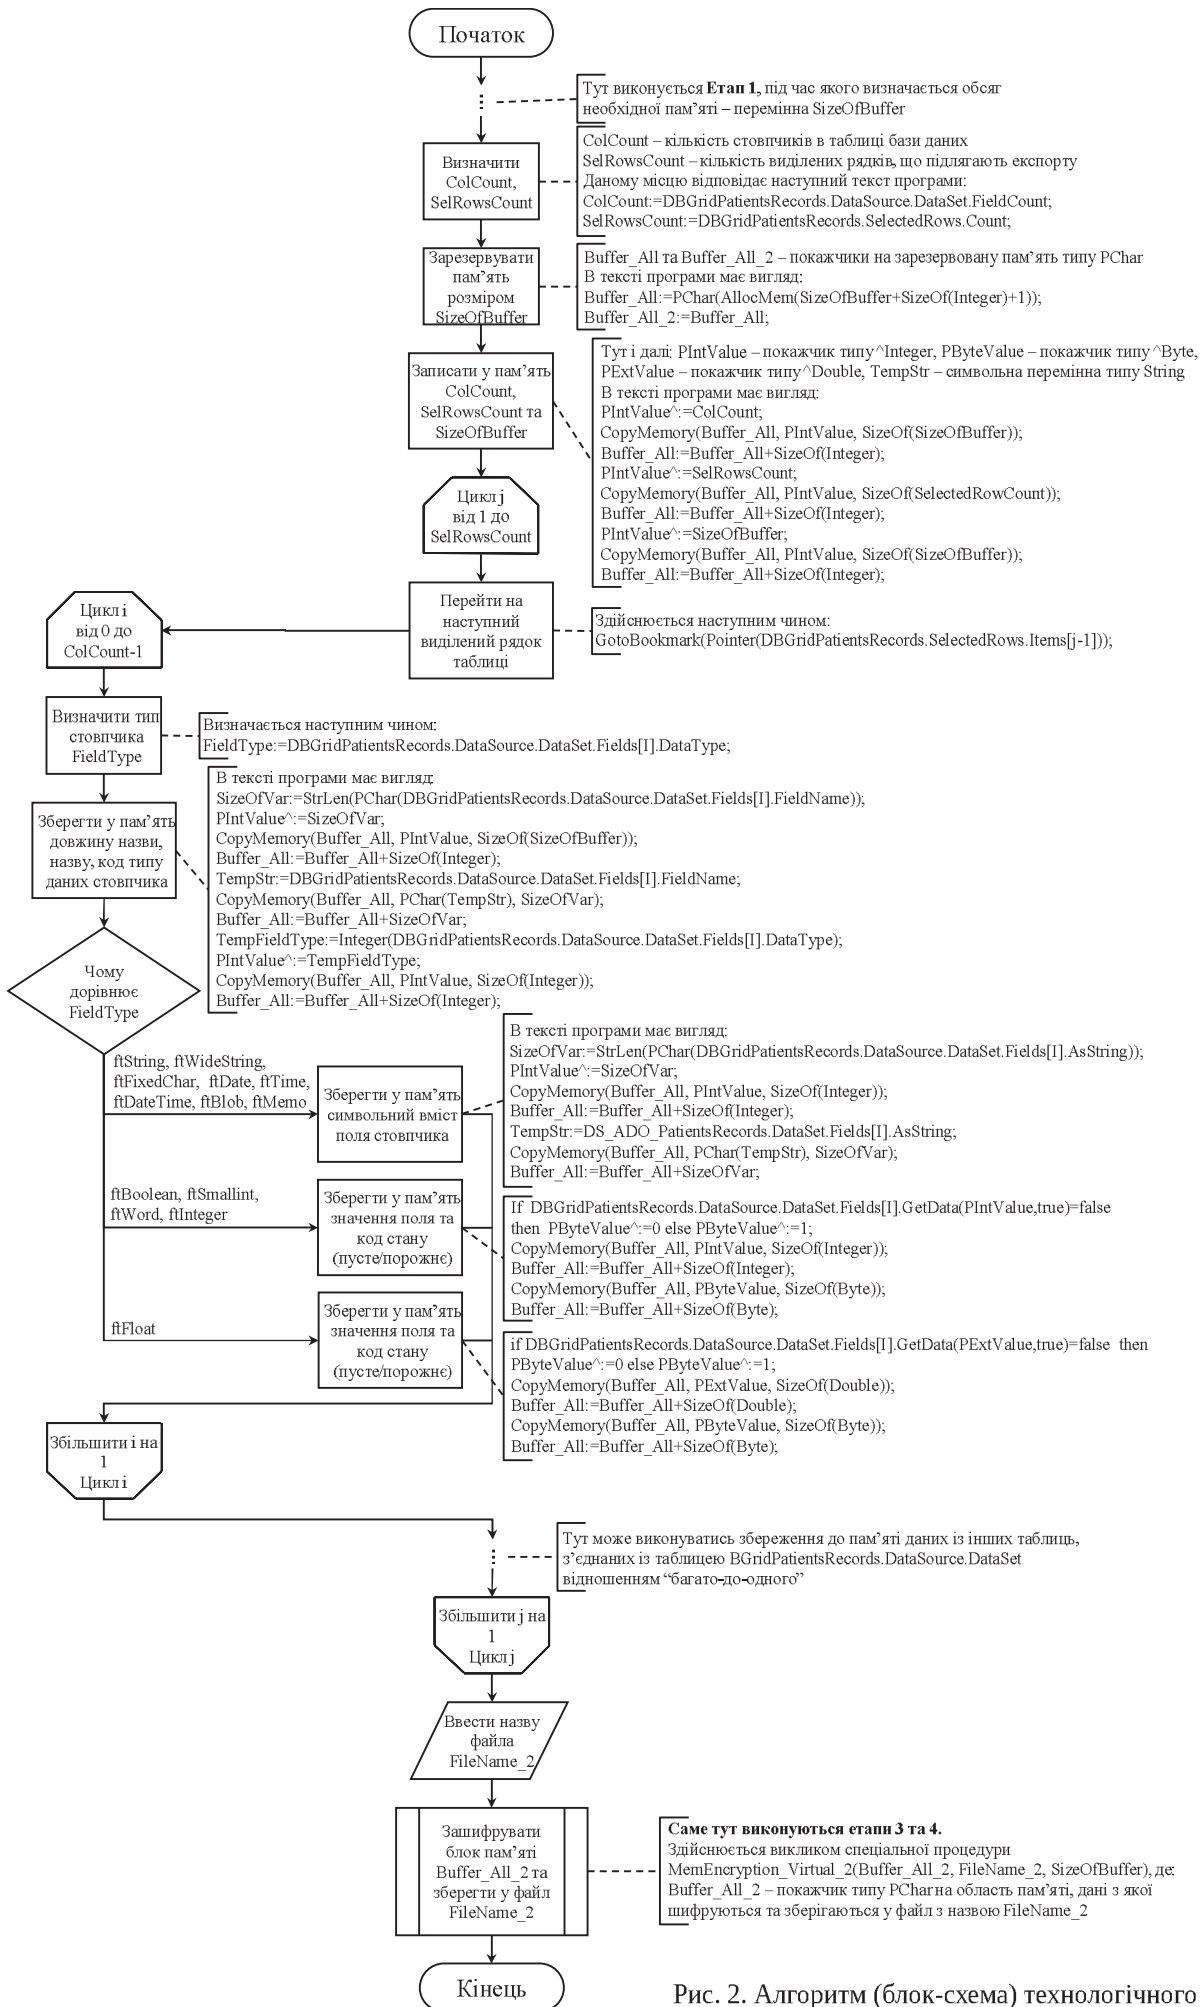 Початок
Тут виконується Етап 1, під час якого визначається обсяг
необхідної пам’яті – перемінна SizeOfBuffer
Визначити
ColCount,
SelRowsCount
ColCount – кількість стовпчиків в таблиці бази даних
SelRowsCount – кількість виділених рядків, що підлягають експорту
Даному місцю відповідає наступний текст програми:
ColCount:=DBGridPatientsRecords.DataSource.DataSet.FieldCount;
SelRowsCount:=DBGridPatientsRecords.SelectedRows.Count;
Зарезервувати
пам’ять
розміром
SizeOfBuffer
Buffer_All та Buffer_All_2 – покажчики на зарезервовану пам’ять типу PChar
В тексті програми має вигляд:
Buffer_All:=PChar(AllocMem(SizeOfBuffer+SizeOf(Integer)+1));
Buffer_All_2:=Buffer_All;
Записати у пам’ять
ColCount,
SelRowsCount та
SizeOfBuffer
Тут і далі: PIntValue – покажчик типу ^Integer, PByteValue – покажчик типу ^Byte,
PExtValue – покажчик типу ^Double, TempStr – символьна перемінна типу String
В тексті програми має вигляд:
PIntValue^:=ColCount;
CopyMemory(Buffer_All, PIntValue, SizeOf(SizeOfBuffer));
Buffer_All:=Buffer_All+SizeOf(Integer);
PIntValue^:=SelRowsCount;
CopyMemory(Buffer_All, PIntValue, SizeOf(SelectedRowCount));
Buffer_All:=Buffer_All+SizeOf(Integer);
PIntValue^:=SizeOfBuffer;
CopyMemory(Buffer_All, PIntValue, SizeOf(SizeOfBuffer));
Buffer_All:=Buffer_All+SizeOf(Integer);
Цикл j
від 1 до
SelRowsCount
Перейти на
наступний
виділений рядок
таблиці
Здійснюється наступним чином:
GotoBookmark(Pointer(DBGridPatientsRecords.SelectedRows.Items[j-1]));
Цикл i
від 0 до
ColCount-1
Визначити тип
стовпчика
FieldType
Визначається наступним чином:
FieldType:=DBGridPatientsRecords.DataSource.DataSet.Fields[I].DataType;
Зберегти у пам’ять
довжину назви,
назву, код типу
даних стовпчика
В тексті програми має вигляд:
SizeOfVar:=StrLen(PChar(DBGridPatientsRecords.DataSource.DataSet.Fields[I].FieldName));
PIntValue^:=SizeOfVar;
CopyMemory(Buffer_All, PIntValue, SizeOf(SizeOfBuffer));
Buffer_All:=Buffer_All+SizeOf(Integer);
TempStr:=DBGridPatientsRecords.DataSource.DataSet.Fields[I].FieldName;
CopyMemory(Buffer_All, PChar(TempStr), SizeOfVar);
Buffer_All:=Buffer_All+SizeOfVar;
TempFieldType:=Integer(DBGridPatientsRecords.DataSource.DataSet.Fields[I].DataType);
PIntValue^:=TempFieldType;
CopyMemory(Buffer_All, PIntValue, SizeOf(Integer));
Buffer_All:=Buffer_All+SizeOf(Integer);
Чому
дорівнює
FieldType
ftString, ftWideString,
ftFixedChar, ftDate, ftTime,
ftDateTime, ftBlob, ftMemo
Зберегти у пам’ять
символьний вміст
поля стовпчика
В тексті програми має вигляд:
SizeOfVar:=StrLen(PChar(DBGridPatientsRecords.DataSource.DataSet.Fields[I].AsString));
PIntValue^:=SizeOfVar;
CopyMemory(Buffer_All, PIntValue, SizeOf(Integer));
Buffer_All:=Buffer_All+SizeOf(Integer);
TempStr:=DS_ADO_PatientsRecords.DataSet.Fields[I].AsString;
CopyMemory(Buffer_All, PChar(TempStr), SizeOfVar);
Buffer_All:=Buffer_All+SizeOfVar;
ftBoolean, ftSmallint,
ftWord, ftInteger
Зберегти у пам’ять
значення поля та
код стану
(пусте/порожнє)
If DBGridPatientsRecords.DataSource.DataSet.Fields[I].GetData(PIntValue,true)=false
then PByteValue^:=0 else PByteValue^:=1;
CopyMemory(Buffer_All, PIntValue, SizeOf(Integer));
Buffer_All:=Buffer_All+SizeOf(Integer);
CopyMemory(Buffer_All, PByteValue, SizeOf(Byte));
Buffer_All:=Buffer_All+SizeOf(Byte);
ftFloat
Зберегти у пам’ять
значення поля та
код стану
(пусте/порожнє)
if DBGridPatientsRecords.DataSource.DataSet.Fields[I].GetData(PExtValue,true)=false then
PByteValue^:=0 else PByteValue^:=1;
CopyMemory(Buffer_All, PExtValue, SizeOf(Double));
Buffer_All:=Buffer_All+SizeOf(Double);
CopyMemory(Buffer_All, PByteValue, SizeOf(Byte));
Buffer_All:=Buffer_All+SizeOf(Byte);
Збільшити i на
1
Цикл i
Тут може виконуватись збереження до пам’яті даних із інших таблиць,
з’єднаних із таблицею BGridPatientsRecords.DataSource.DataSet
відношенням “багато-до-одного”
Збільшити j на
1
Цикл j
Ввести назву
файла
FileName_2
Зашифрувати
блок пам’яті
Buffer_All_2 та
зберегти у файл
FileName_2
Саме тут виконуються етапи 3 та 4.
Здійснюється викликом спеціальної процедури
MemEncryption_Virtual_2(Buffer_All_2, FileName_2, SizeOfBuffer), де:
Buffer_All_2 – покажчик типу PChar на область пам’яті, дані з якої
шифруються та зберігаються у файл з назвою FileName_2
Кінець
Рис. 2. Алгоритм (блок-схема) технологічного